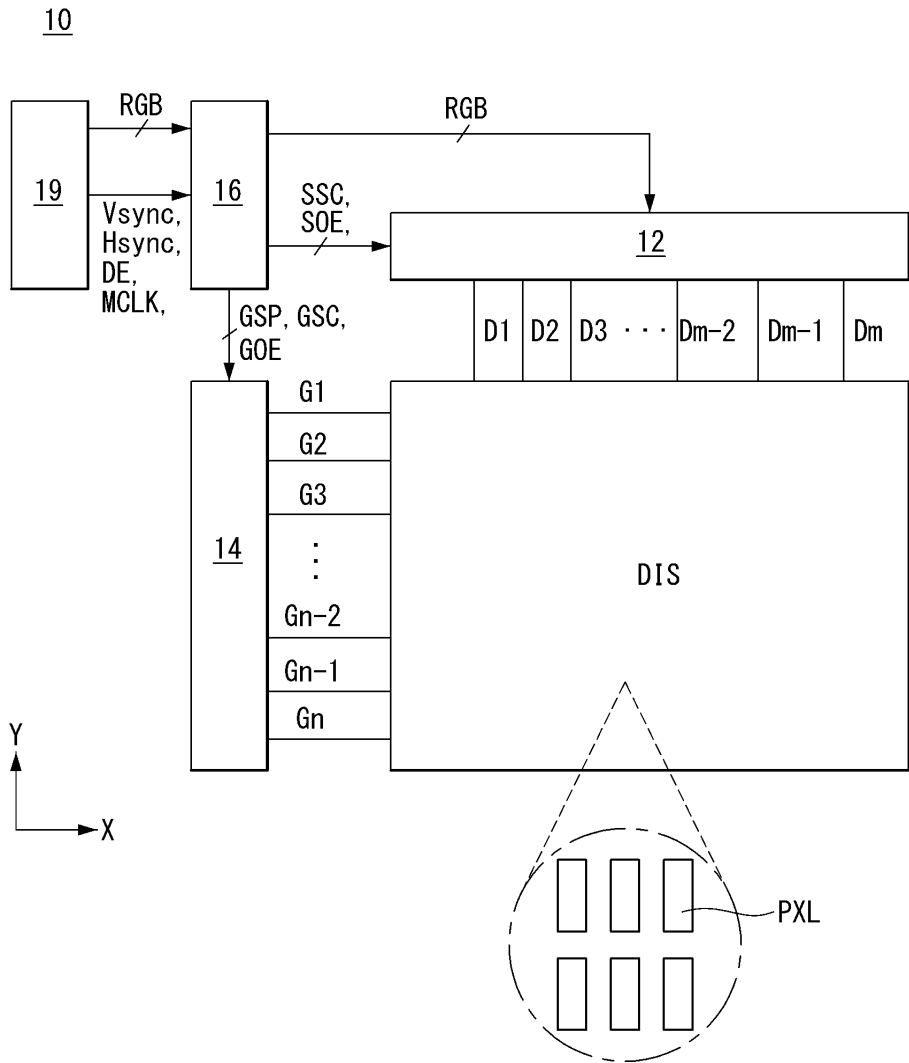 10
RGB
RGB
19
16
SSC,
SOE,
Vsync,
Hsync,
DE,
MCLK,
12
GSP, GSC,
GOE
D1 D2 D3 ··· Dm-2 Dm-1 Dm
G1
G2
G3
14
⋮
DIS
Gn-2
Gn-1
Gn
Y
X
PXL